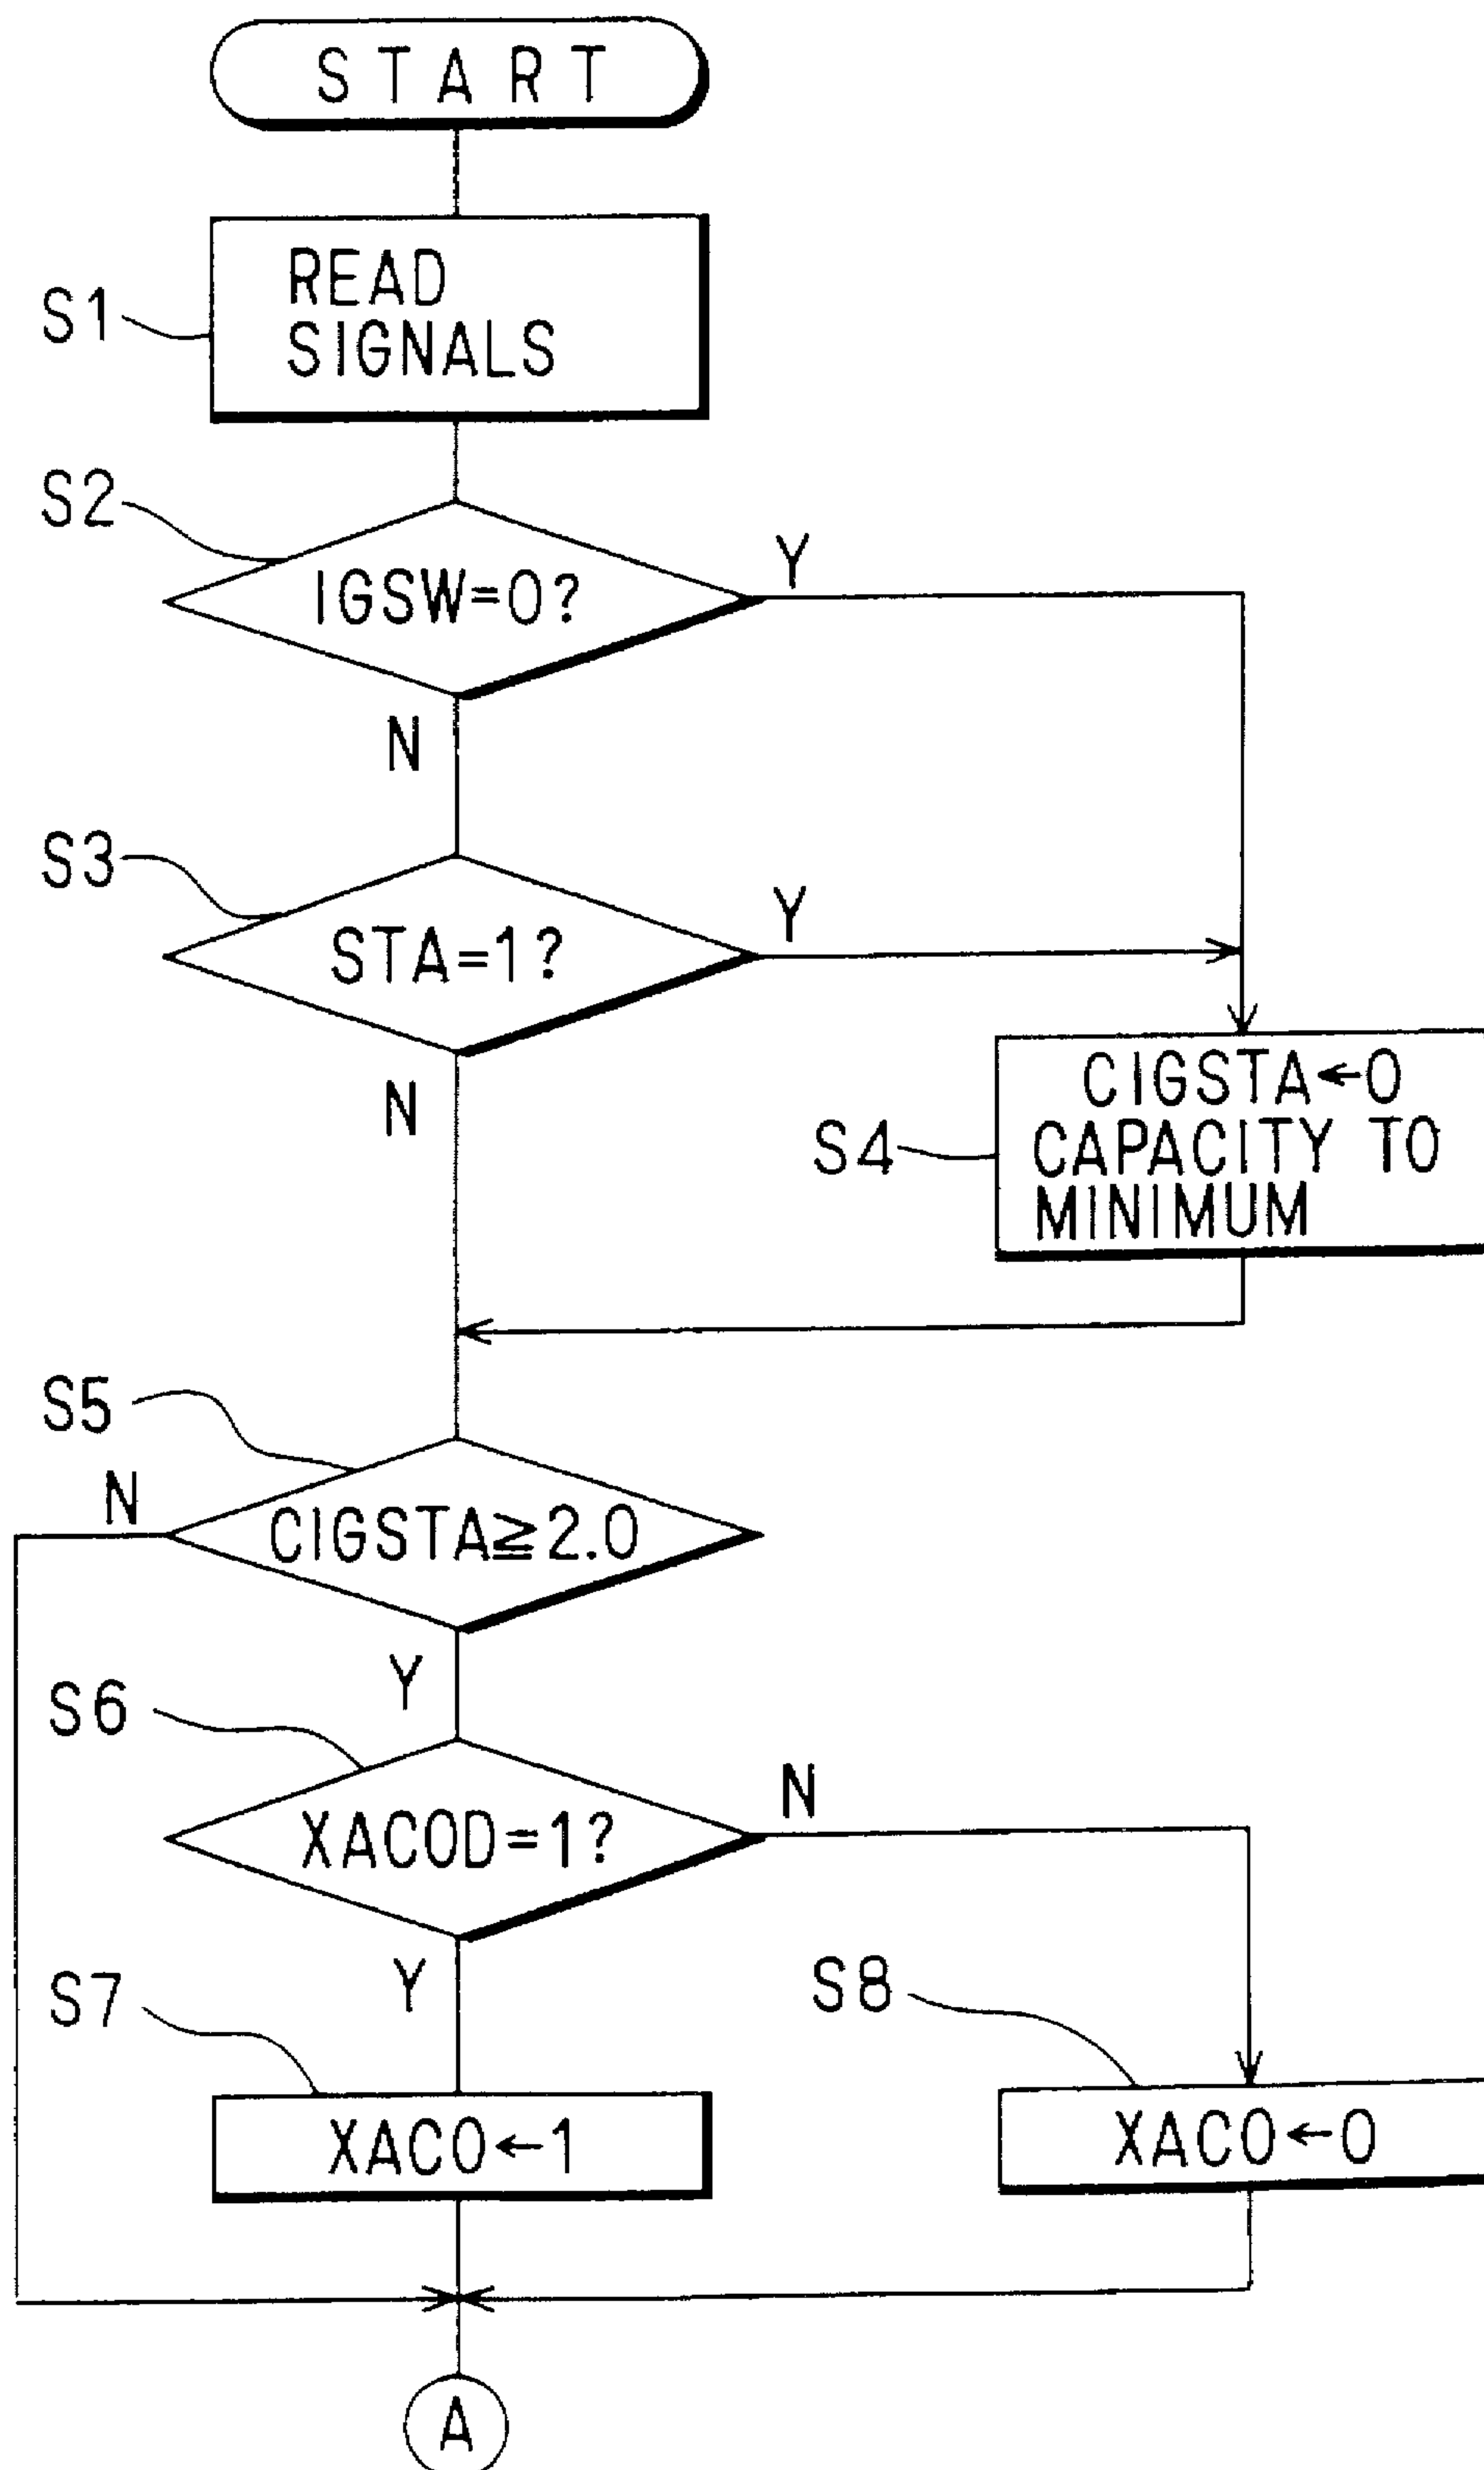 START
S1
READ
SIGNALS
S2
IGSW=0?
Y
N
S3
STA=1?
Y
N
S4
CIGSTA←0
CAPACITY TO
MINIMUM
S5
N
CIGSTA≧2.0
Y
S6
XACOD=1?
N
Y
S7
XACO←1
S8
XACO←0
A